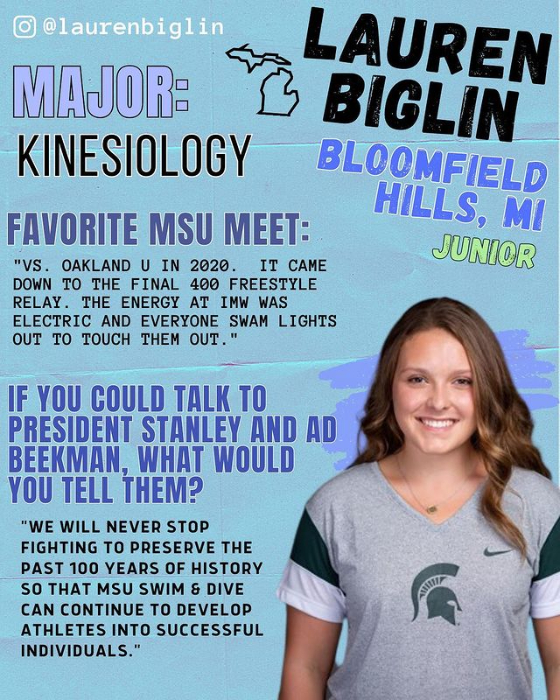 @laurenbiglin
LAUREN
BIGLIN
BLOOMFIELD
HILLS, MI
JUNIOR
MAJOR:
KINESIOLOGY
FAVORITE MSU MEET:
"VS. OAKLAND U IN 2020. IT CAME
DOWN TO THE FINAL 400 FREESTYLE
RELAY. THE ENERGY AT IMW WAS
ELECTRIC AND EVERYONE SWAM LIGHTS
OUT TO TOUCH THEM OUT."
IF YOU COULD TALK TO
PRESIDENT STANLEY AND AD
BEEKMAN, WHAT WOULD
YOU TELL THEM?
"WE WILL NEVER STOP
FIGHTING TO PRESERVE THE
PAST 100 YEARS OF HISTORY
SO THAT MSU SWIM & DIVE
CAN CONTINUE TO DEVELOP
ATHLETES INTO SUCCESSFUL
INDIVIDUALS."